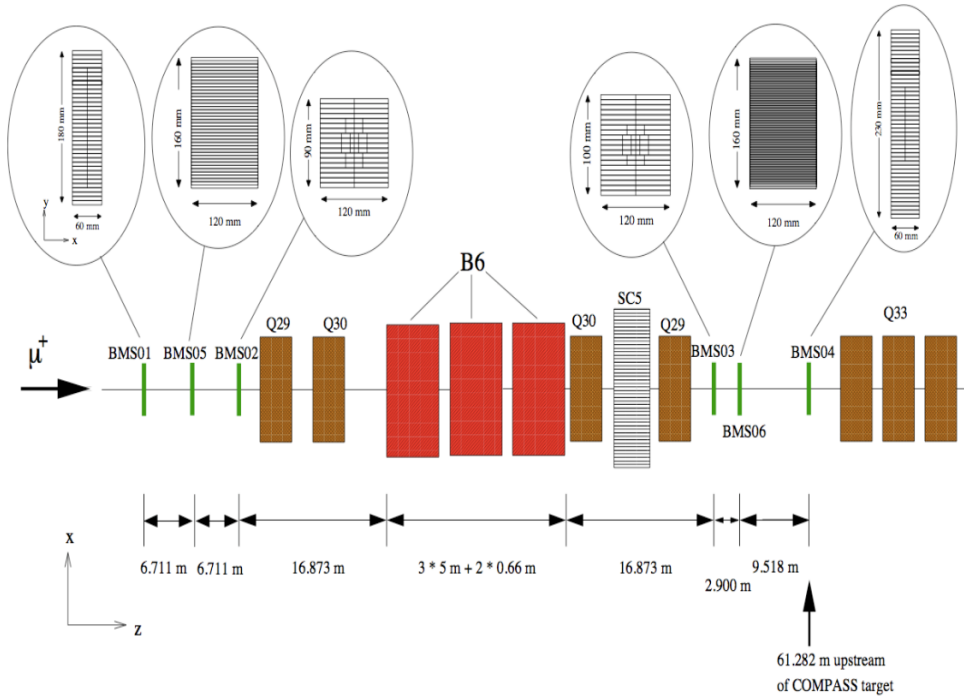 180 mm
60 mm
y
x
160 mm
120 mm
90 mm
120 mm
100 mm
120 mm
160 mm
120 mm
230 mm
60 mm
B6
SC5
Q29
Q30
Q30
Q29
Q33
μ+
BMS01
BMS05
BMS02
BMS03
BMS04
BMS06
6.711 m
6.711 m
16.873 m
3 * 5 m + 2 * 0.66 m
16.873 m
2.900 m
9.518 m
x
z
61.282 m upstream
of COMPASS target